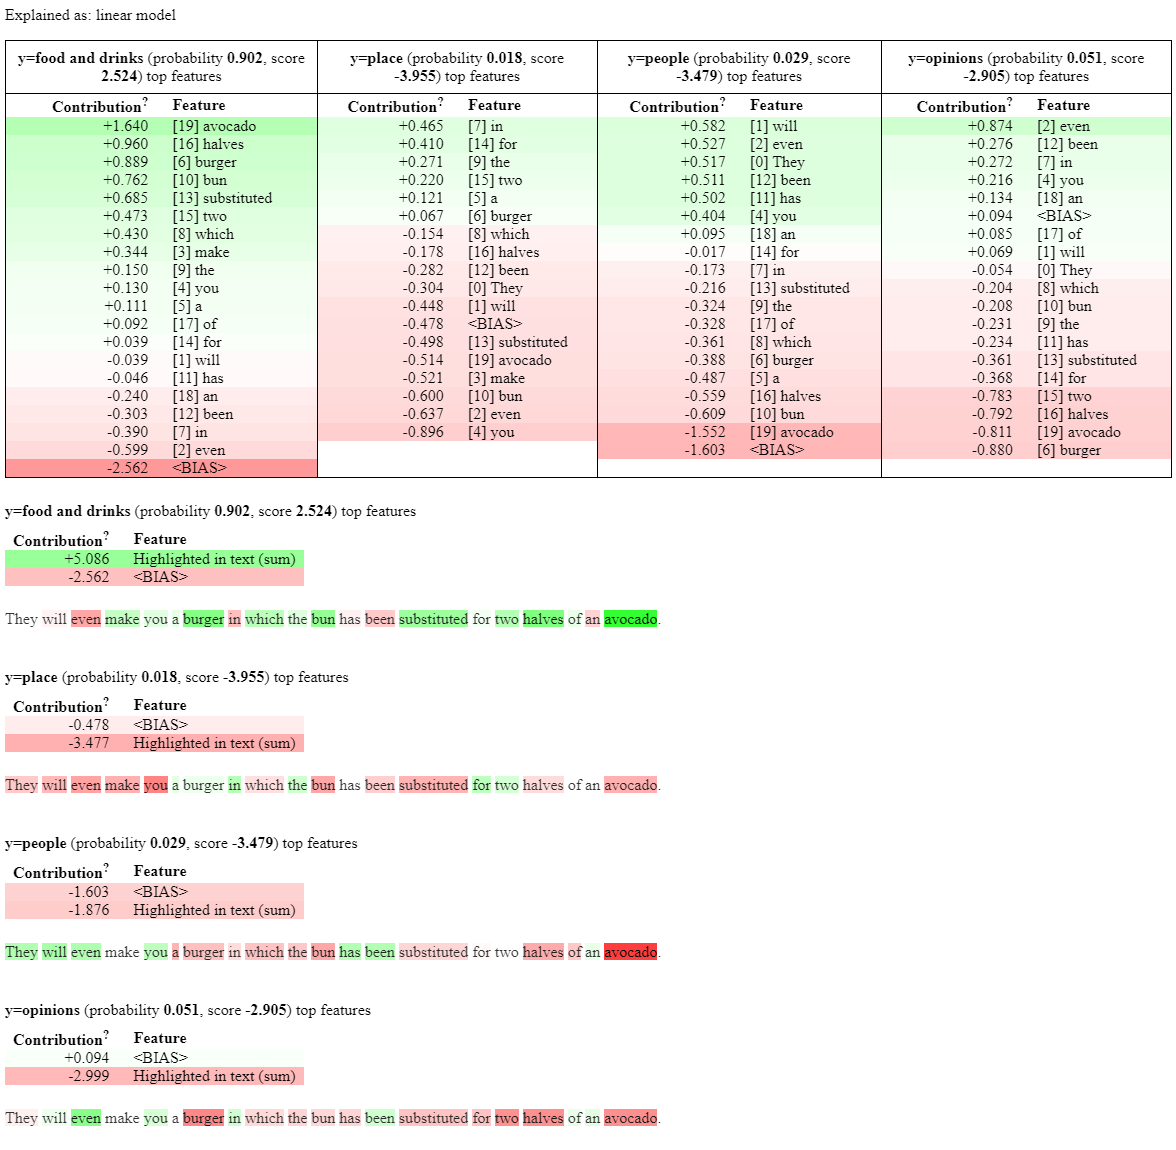 Explained as: linear model
y=food and drinks (probability 0.902, score 2.524) top features y=place (probability 0.018, score -3.955) top features y=people (probability 0.029, score -3.479) top features y=opinions (probability 0.051, score -2.905) top features
Contribution? Feature Contribution? Feature Contribution? Feature Contribution? Feature
+1.640 [19] avocado +0.465 [7] in +0.582 [1] will +0.874 [2] even
+0.960 [16] halves +0.410 [14] for +0.527 [2] even +0.276 [12] been
+0.889 [6] burger +0.271 [9] the +0.517 [0] They +0.272 [7] in
+0.762 [10] bun +0.220 [15] two +0.511 [12] been +0.216 [4] you
+0.685 [13] substituted +0.121 [5] a +0.502 [11] has +0.134 [18] an
+0.473 [15] two +0.067 [6] burger +0.404 [4] you +0.094 <BIAS>
+0.430 [8] which -0.154 [8] which +0.095 [18] an +0.085 [17] of
+0.344 [3] make -0.178 [16] halves -0.017 [14] for +0.069 [1] will
+0.150 [9] the -0.282 [12] been -0.173 [7] in -0.054 [0] They
+0.130 [4] you -0.304 [0] They -0.216 [13] substituted -0.204 [8] which
+0.111 [5] a -0.448 [1] will -0.324 [9] the -0.208 [10] bun
+0.092 [17] of -0.478 <BIAS> -0.328 [17] of -0.231 [9] the
+0.039 [14] for -0.498 [13] substituted -0.361 [8] which -0.234 [11] has
-0.039 [1] will -0.514 [19] avocado -0.388 [6] burger -0.361 [13] substituted
-0.046 [11] has -0.521 [3] make -0.487 [5] a -0.368 [14] for
-0.240 [18] an -0.600 [10] bun -0.559 [16] halves -0.783 [15] two
-0.303 [12] been -0.637 [2] even -0.609 [10] bun -0.792 [16] halves
-0.390 [7] in -0.896 [4] you -1.552 [19] avocado -0.811 [19] avocado
-0.599 [2] even -1.603 <BIAS> -0.880 [6] burger
-2.562 <BIAS>
y=food and drinks (probability 0.902, score 2.524) top features
Contribution? Feature
+5.086 Highlighted in text (sum)
-2.562 <BIAS>
They will even make you a burger in which the bun has been substituted for two halves of an avocado.
y=place (probability 0.018, score -3.955) top features
Contribution? Feature
-0.478 <BIAS>
-3.477 Highlighted in text (sum)
They will even make you a burger in which the bun has been substituted for two halves of an avocado.
y=people (probability 0.029, score -3.479) top features
Contribution? Feature
-1.603 <BIAS>
-1.876 Highlighted in text (sum)
They will even make you a burger in which the bun has been substituted for two halves of an avocado.
y=opinions (probability 0.051, score -2.905) top features
Contribution? Feature
+0.094 <BIAS>
-2.999 Highlighted in text (sum)
They will even make you a burger in which the bun has been substituted for two halves of an avocado.